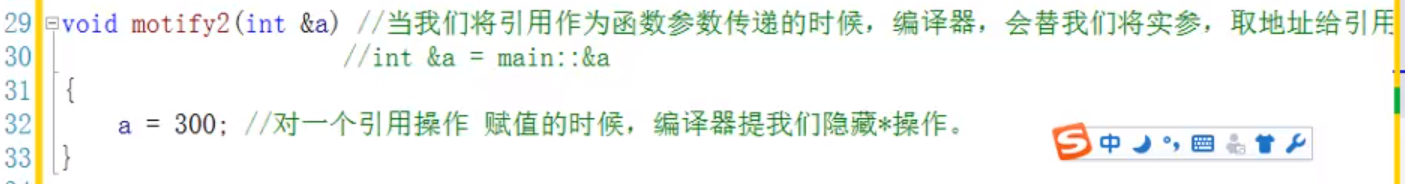 29 void motify2(int &a) //当我们将引用作为函数参数传递的时候，编译器，会替我们将实参，取地址给引用
30 //int &a = main::&a
31 {
32 a = 300; //对一个引用操作 赋值的时候，编译器提我们隐藏*操作。
33 }
中